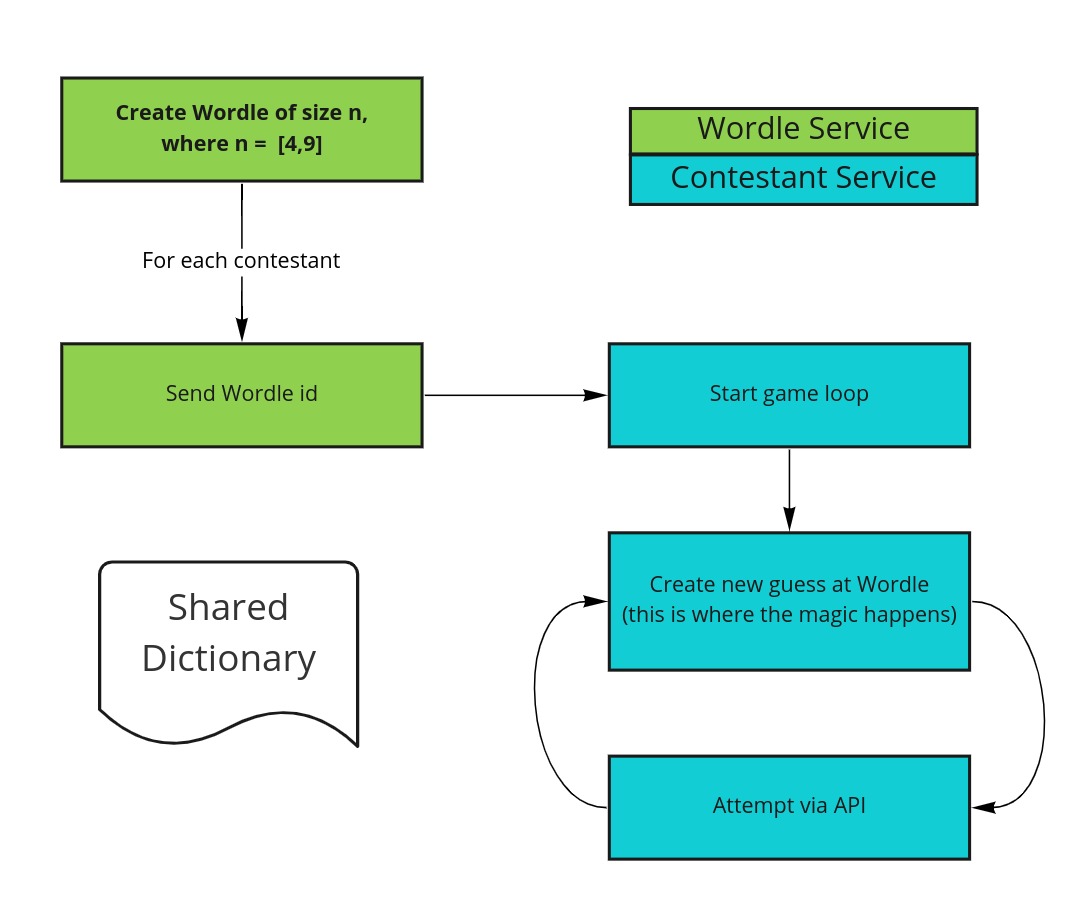 Create Wordle of size n,
where n = [4,9]
Wordle Service
Contestant Service
For each contestant
Send Wordle id
Start game loop
Shared
Dictionary
Create new guess at Wordle
(this is where the magic happens)
Attempt via API